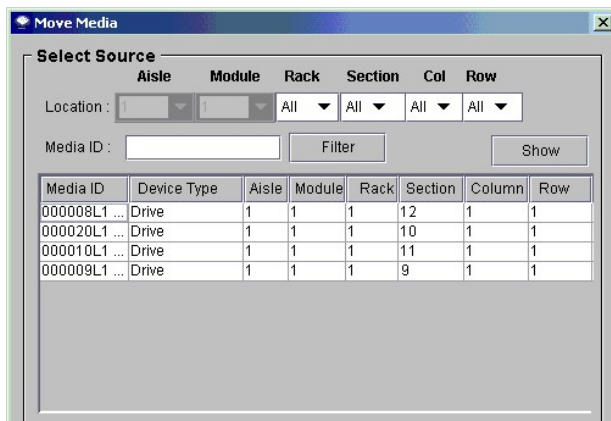 Move Media
Select Source
Aisle Module Rack Section Col Row
Location : 1 1 All All All All
Media ID : Filter Show
Media ID Device Type Aisle Module Rack Section Column Row
000008L1 ... Drive 1 1 1 12 1 1
000020L1 ... Drive 1 1 1 10 1 1
000010L1 ... Drive 1 1 1 11 1 1
000009L1 ... Drive 1 1 1 9 1 1